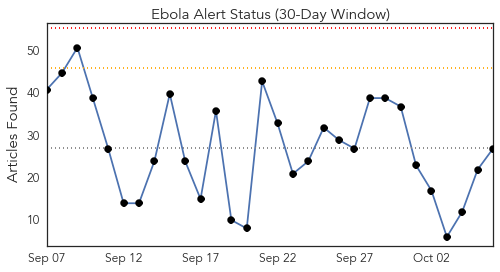 Ebola Alert Status (30-Day Window)
Articles Found
50
40
30
20
10
Sep 07 Sep 12 Sep 17 Sep 22 Sep 27 Oct 02